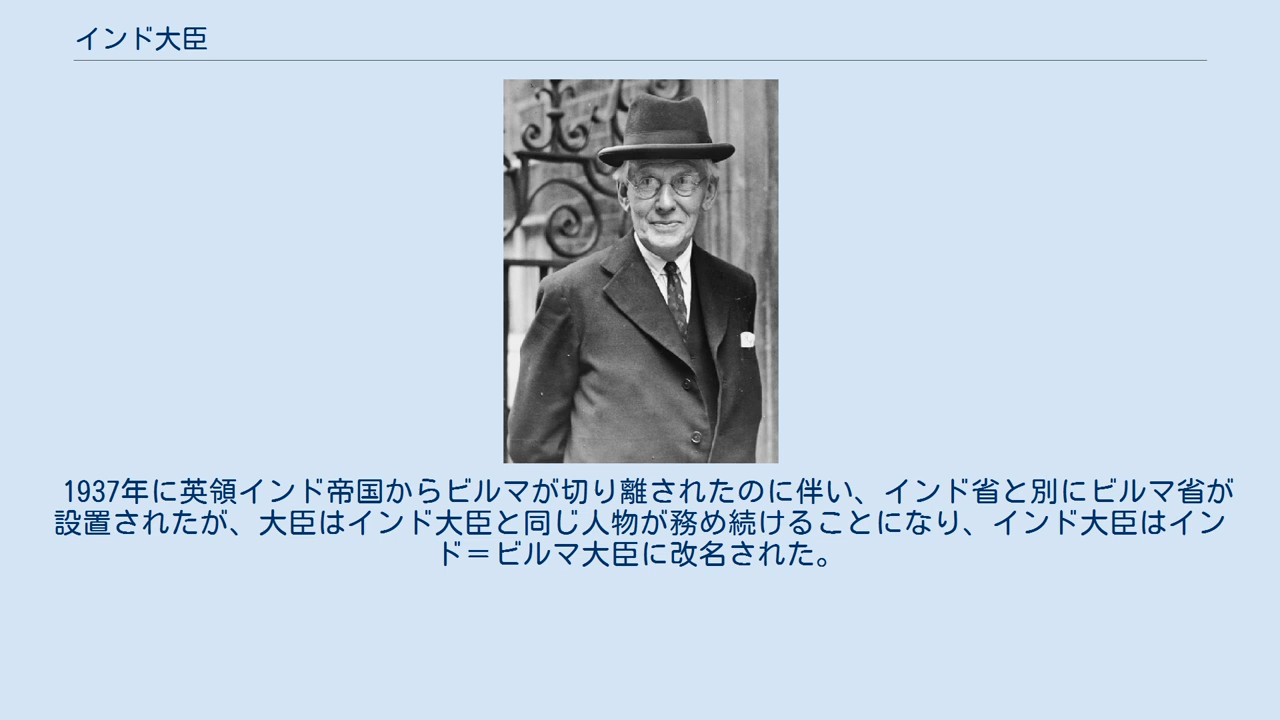 インド大臣
1937年に英領インド帝国からビルマが切り離されたのに伴い、インド省と別にビルマ省が
設置されたが、大臣はインド大臣と同じ人物が務め続けることになり、インド大臣はイン
ド＝ビルマ大臣に改名された。